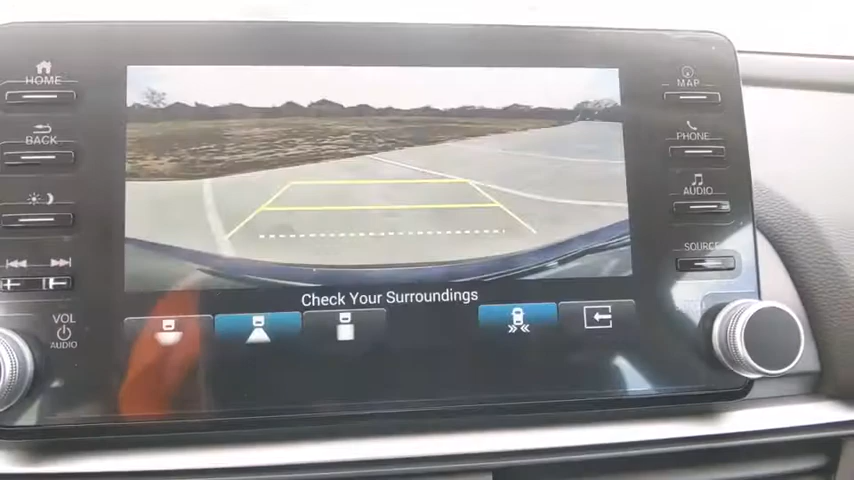 HOME
BACK
VOL
AUDIO
MAP
PHONE
AUDIO
SOURCE
Check Your Surroundings